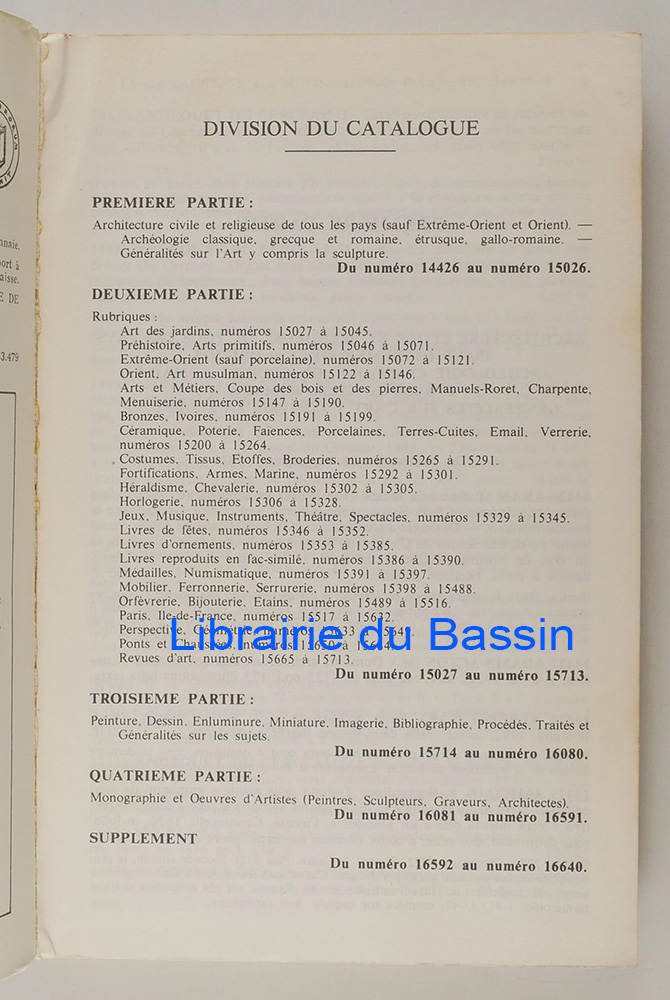 DIVISION DU CATALOGUE
PREMIERE PARTIE :
Architecture civile et religieuse de tous les pays (sauf Extrême-Orient et Orient). —
Archéologie classique, grecque et romaine, étrusque, gallo-romaine. —
Généralités sur l'Art y compris la sculpture.
Du numéro 14426 au numéro 15026.
DEUXIEME PARTIE :
Rubriques :
Art des jardins, numéros 15027 à 15045.
Préhistoire, Arts primitifs, numéros 15046 à 15071.
Extrême-Orient (sauf porcelaine), numéros 15072 à 15121.
Orient, Art musulman, numéros 15122 à 15146.
Arts et Métiers, Coupe des bois et des pierres, Manuels-Roret, Charpente,
Menuiserie, numéros 15147 à 15190.
Bronzes, Ivoires, numéros 15191 à 15199.
Céramique, Poterie, Faïences, Porcelaines, Terres-Cuites, Email, Verrerie,
numéros 15200 à 15264.
Costumes, Tissus, Etoffes, Broderies, numéros 15265 à 15291.
Fortifications, Armes, Marine, numéros 15292 à 15301.
Héraldisme, Chevalerie, numéros 15302 à 15305.
Horlogerie, numéros 15306 à 15328.
Jeux, Musique, Instruments, Théâtre, Spectacles, numéros 15329 à 15345.
Livres de fêtes, numéros 15346 à 15352.
Livres d'ornements, numéros 15353 à 15385.
Livres reproduits en fac-similé, numéros 15386 à 15390.
Médailles, Numismatique, numéros 15391 à 15397.
Mobilier, Ferronnerie, Serrurerie, numéros 15398 à 15488.
Orfèvrerie, Bijouterie, Etains, numéros 15489 à 15516.
Paris, Ile-de-France, numéros 15517 à 15632.
Perspective, Géométrie, numéros
Ponts et Chaussées, numéros
Librairie du Bassin
Revues d'art, numéros 15665 à 15713.
Du numéro 15027 au numéro 15713.
TROISIEME PARTIE :
Peinture, Dessin, Enluminure, Miniature, Imagerie, Bibliographie, Procédés, Traités et
Généralités sur les sujets.
Du numéro 15714 au numéro 16080.
QUATRIEME PARTIE :
Monographie et Oeuvres d'Artistes (Peintres, Sculpteurs, Graveurs, Architectes).
Du numéro 16081 au numéro 16591.
SUPPLEMENT
Du numéro 16592 au numéro 16640.